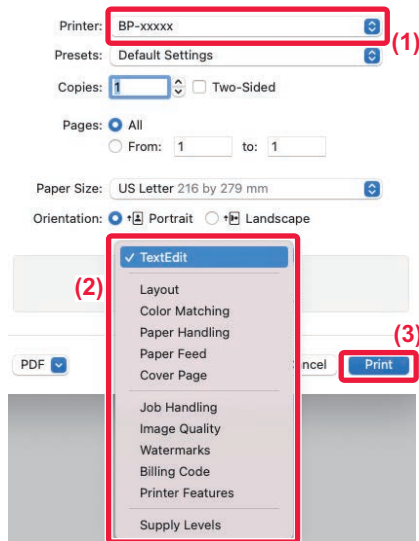 Printer: BP-xxxxx
(1)
Presets: Default Settings
Copies: 1 Two-Sided
Pages: All
From: 1 to: 1
Paper Size: US Letter 216 by 279 mm
Orientation: Portrait Landscape
✓ TextEdit
(2)
Layout
Color Matching
Paper Handling
(3)
Paper Feed
PDF ncel Print
Cover Page
Job Handling
Image Quality
Watermarks
Billing Code
Printer Features
Supply Levels